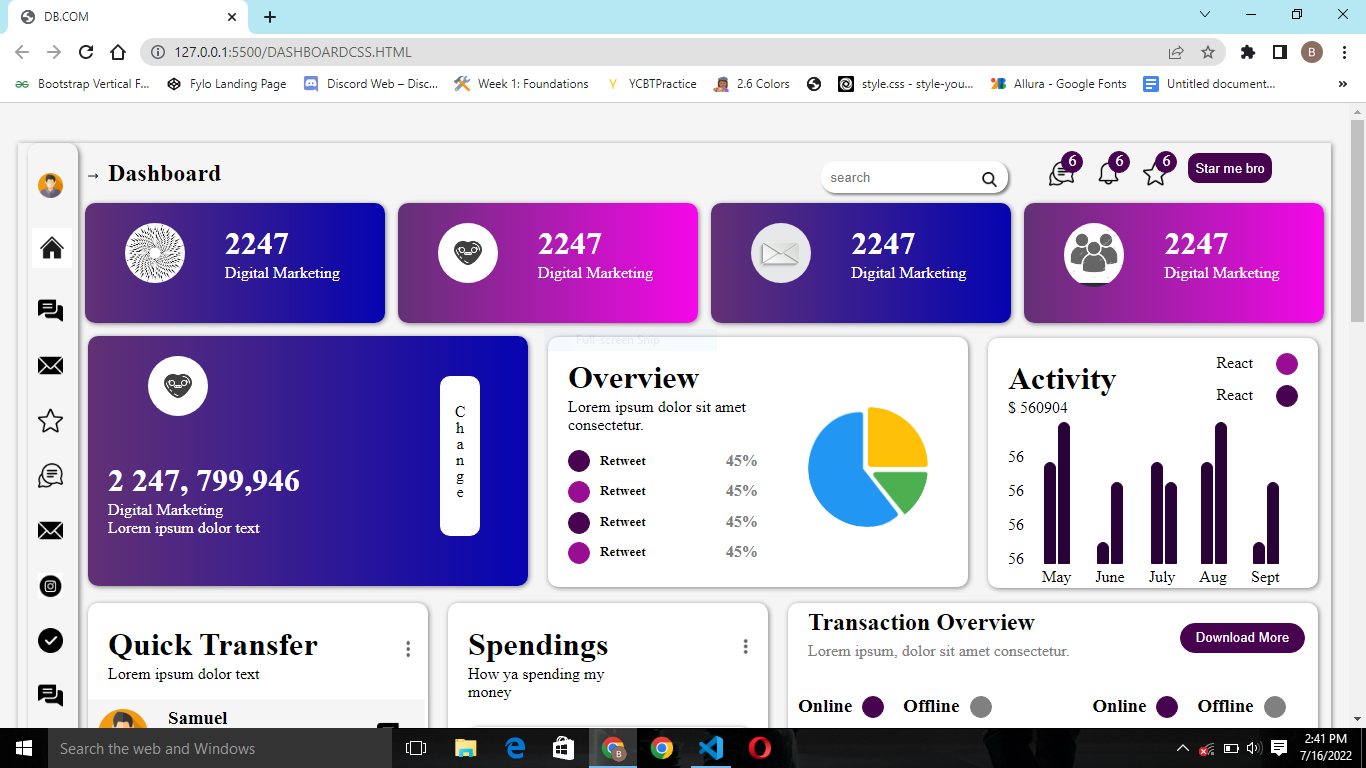 DB.COM
127.0.0.1:5500/DASHBOARDCSS.HTML
B
Bootstrap Vertical F...
Fylo Landing Page
Discord Web – Disc...
Week 1: Foundations
Y YCBTPractice
2.6 Colors
style.css - style-you...
Allura - Google Fonts
Untitled document...
»
→ Dashboard
search
6
6
6
Star me bro
2247
Digital Marketing
2247
Digital Marketing
2247
Digital Marketing
2247
Digital Marketing
Full-screen Snip
2 247, 799,946
Digital Marketing
Lorem ipsum dolor text
C
h
a
n
g
e
Overview
Lorem ipsum dolor sit amet
consectetur.
Retweet 45%
Retweet 45%
Retweet 45%
Retweet 45%
Activity
$ 560904
React
React
56
56
56
56
May June July Aug Sept
Quick Transfer
Lorem ipsum dolor text
Samuel
Spendings
How ya spending my
money
Transaction Overview
Lorem ipsum, dolor sit amet consectetur.
Download More
Online Offline Online Offline
Search the web and Windows
B
2:41 PM
7/16/2022